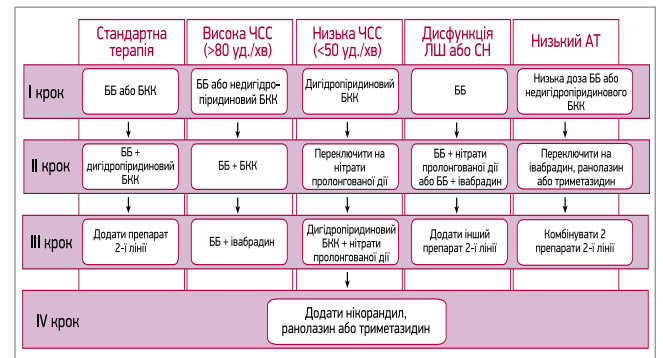 Стандартна
терапія
Висока ЧСС
(>80 уд./хв)
Низька ЧСС
(<50 уд./хв)
Дисфункція
ЛШ або СН
Низький АТ
I крок
ББ або БКК
ББ або недигідро-
піридиновий БКК
Дигідропіридиновий
БКК
ББ
Низька доза ББ або
недигідропіридинового
БКК
II крок
ББ +
дигідропіридиновий
БКК
ББ + БКК
Переключити на
нітрати
пролонгованої дії
ББ + нітрати
пролонгованої дії
або ББ + івабрадин
Переключити на
івабрадин, ранолазин
або триметазидин
III крок
Додати препарат
2-ї лінії
ББ + івабрадин
Дигідропіридиновий
БКК + нітрати
пролонгованої дії
Додати інший
препарат 2-ї лінії
Комбінувати 2
препарати 2-ї лінії
IV крок
Додати нікорандил,
ранолазин або триметазидин